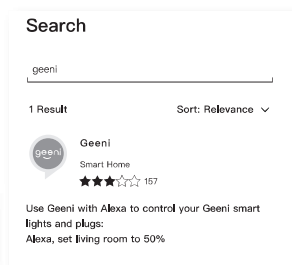 Search
geeni
1 Result Sort: Relevance
geeni Geeni
Smart Home
157
Use Geeni with Alexa to control your Geeni smart
lights and plugs:
Alexa, set living room to 50%